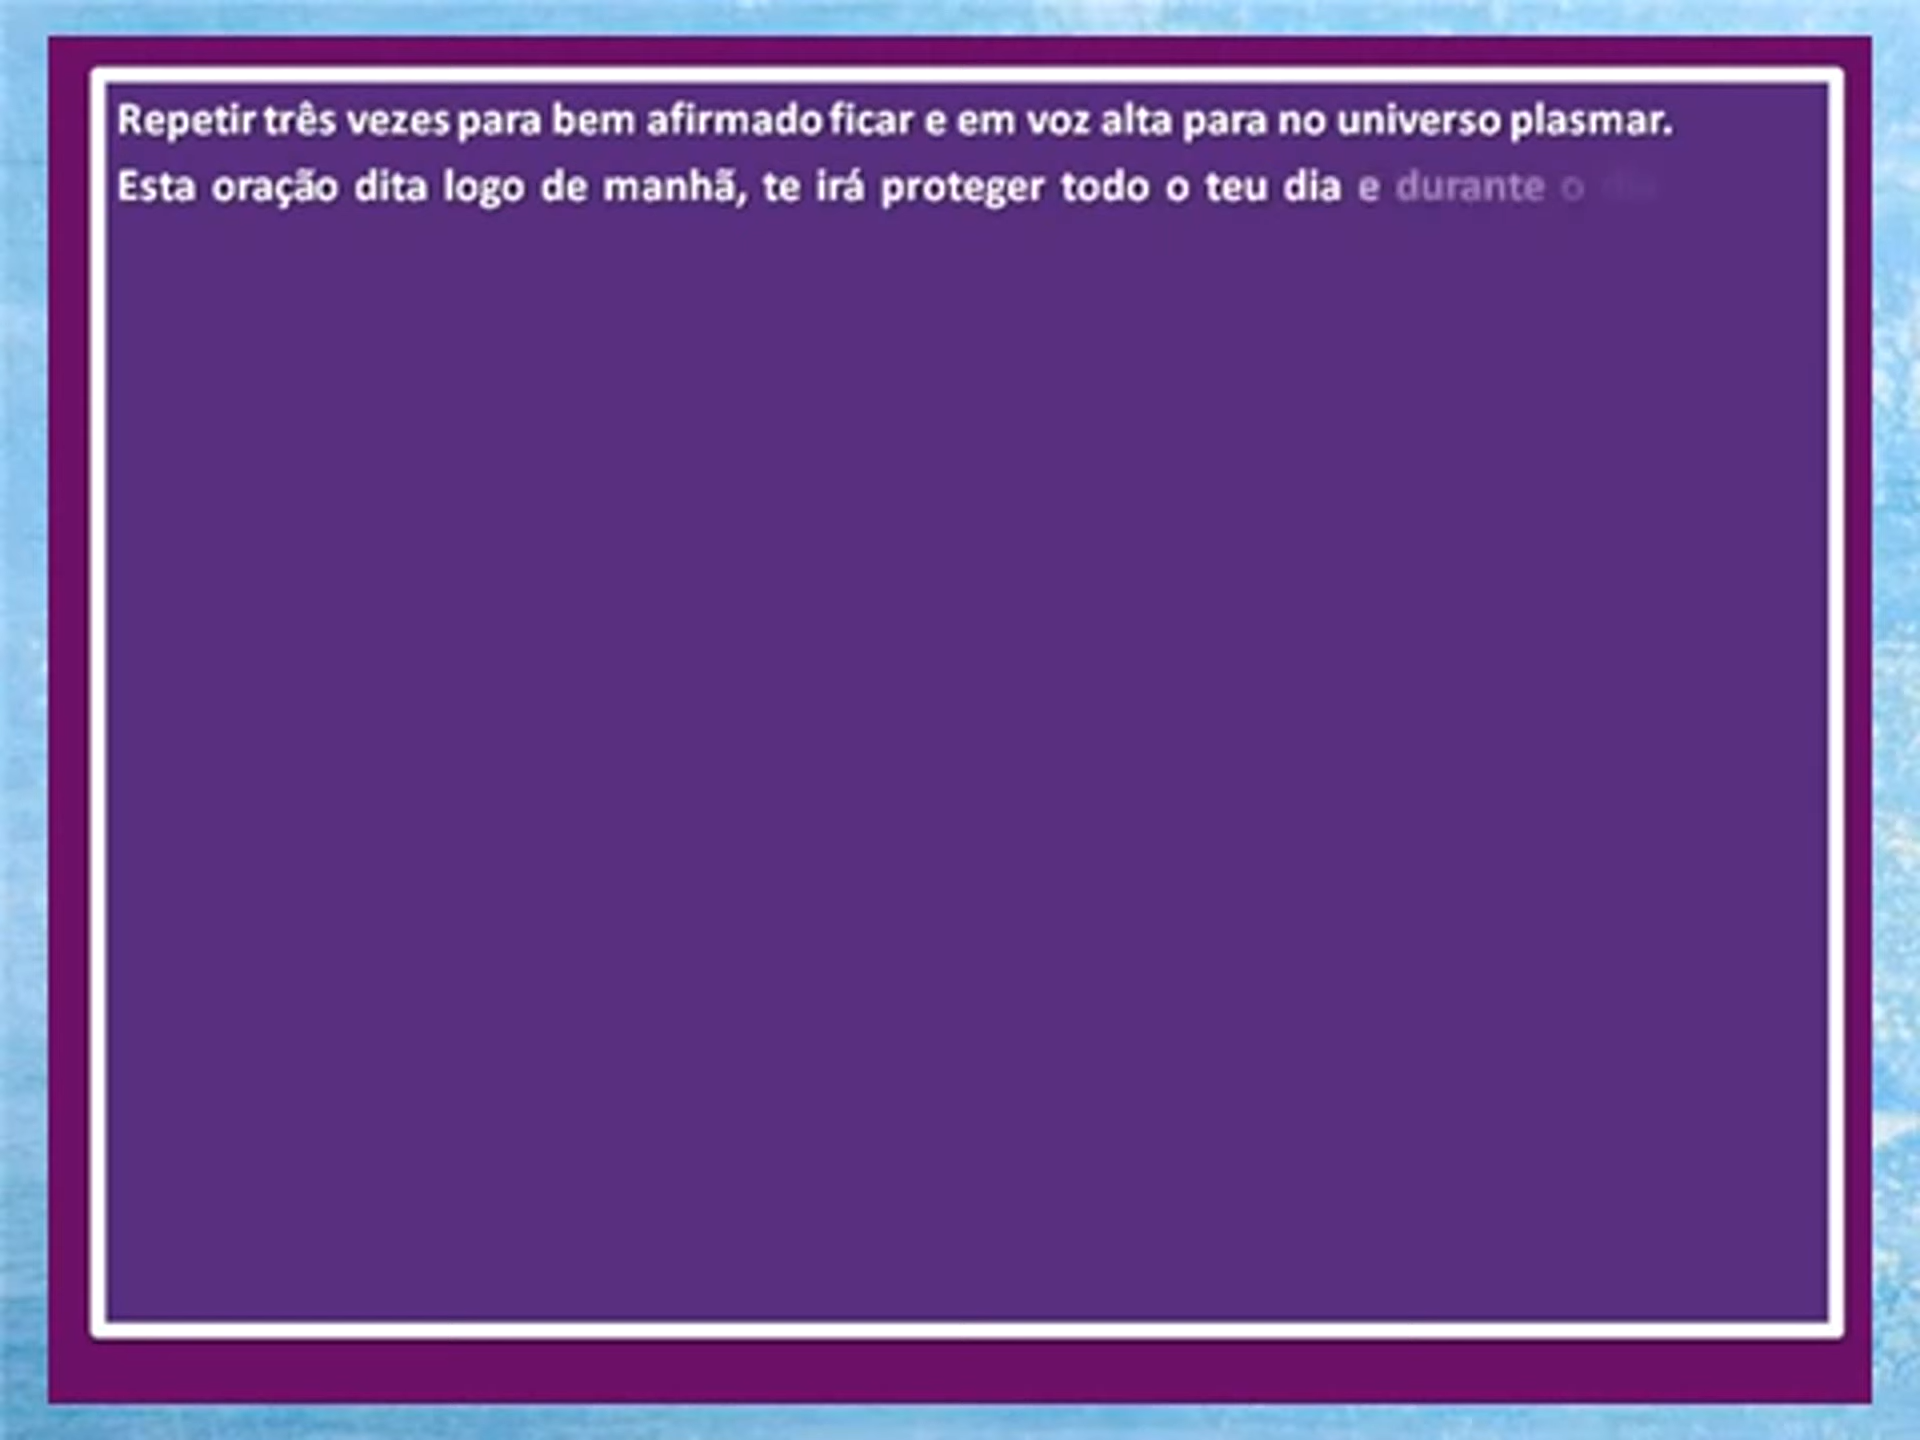 Repetir três vezes para bem afirmado ficar e em voz alta para no universo plasmar.
Esta oração dita logo de manhã, te irá proteger todo o teu dia e durante o